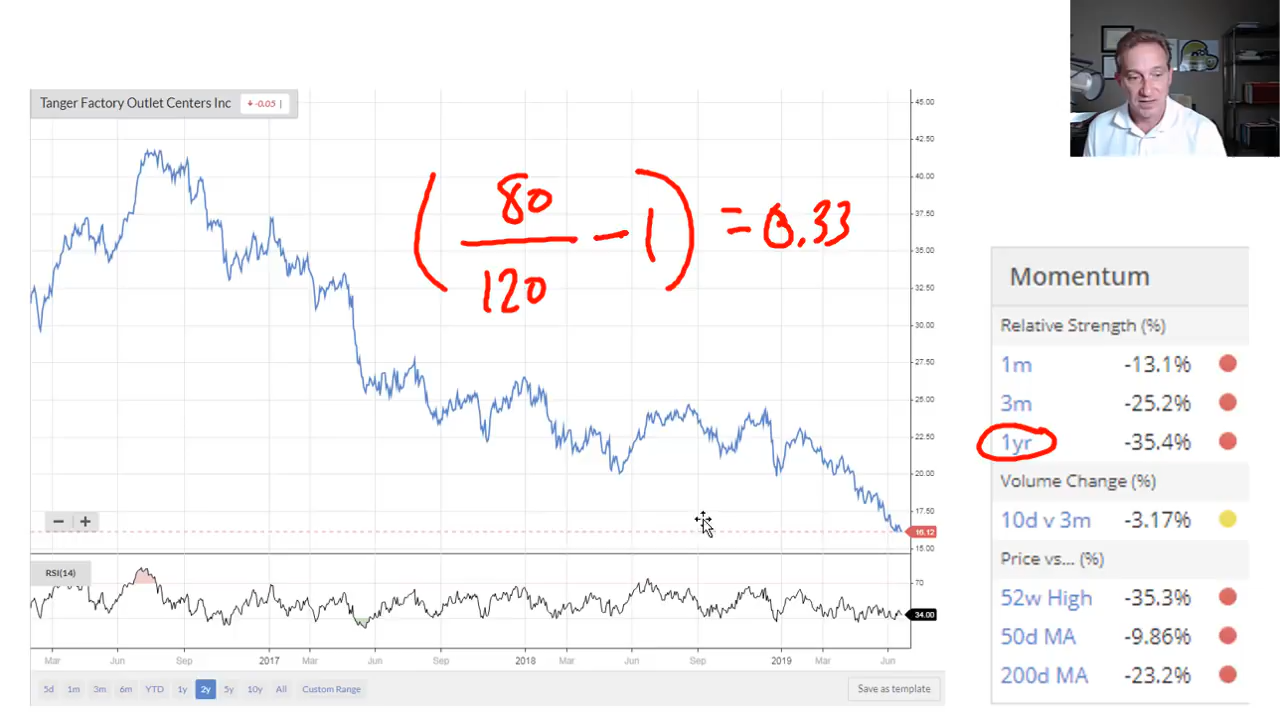 Tanger Factory Outlet Centers Inc
-0.05
45.00
42.50
40.00
37.50
35.00
32.50
30.00
27.50
25.00
22.50
20.00
17.50
16.12
15.00
( 80 / 120 - 1 ) = 0.33
− +
RSI(14)
70
34.00
Mar Jun Sep 2017 Mar Jun Sep 2018 Mar Jun Sep 2019 Mar Jun
5d 1m 3m 6m YTD 1y 2y 5y 10y All Custom Range
Save as template
Momentum
Relative Strength (%)
1m -13.1%
3m -25.2%
1yr -35.4%
Volume Change (%)
10d v 3m -3.17%
Price vs... (%)
52w High -35.3%
50d MA -9.86%
200d MA -23.2%